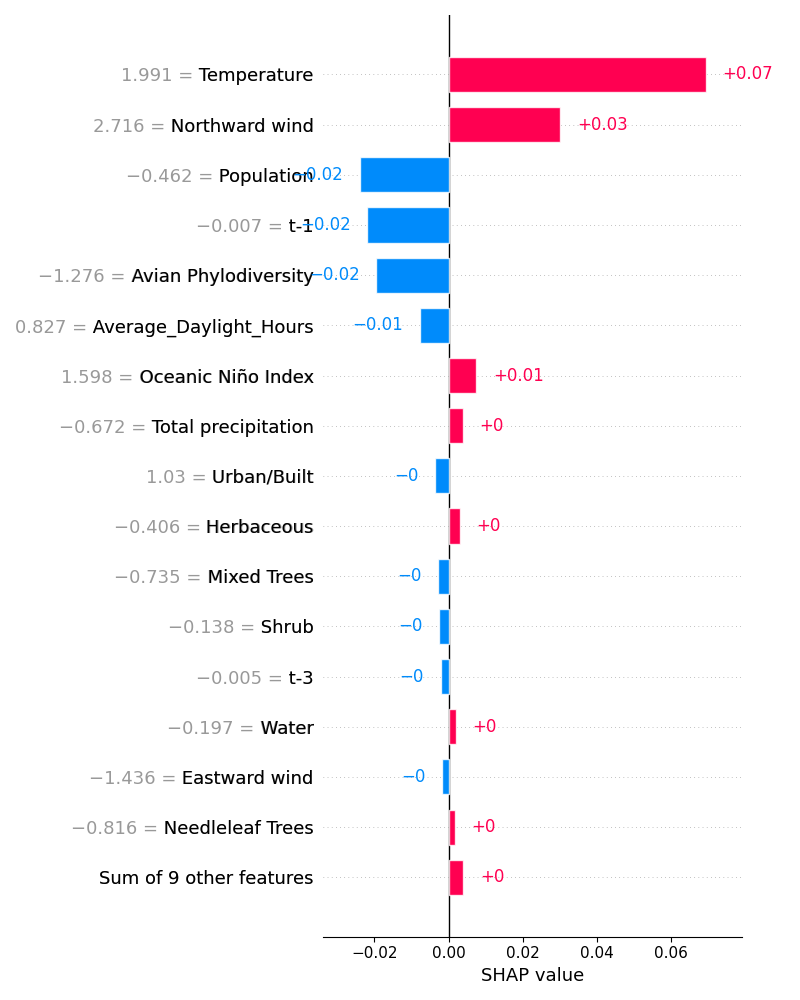 1.991 = Temperature +0.07
2.716 = Northward wind +0.03
−0.462 = Population −0.02
−0.007 = t-1 −0.02
−1.276 = Avian Phylodiversity −0.02
0.827 = Average_Daylight_Hours −0.01
1.598 = Oceanic Niño Index +0.01
−0.672 = Total precipitation +0
1.03 = Urban/Built −0
−0.406 = Herbaceous +0
−0.735 = Mixed Trees −0
−0.138 = Shrub −0
−0.005 = t-3 −0
−0.197 = Water +0
−1.436 = Eastward wind −0
−0.816 = Needleleaf Trees +0
Sum of 9 other features +0
−0.02 0.00 0.02 0.04 0.06
SHAP value